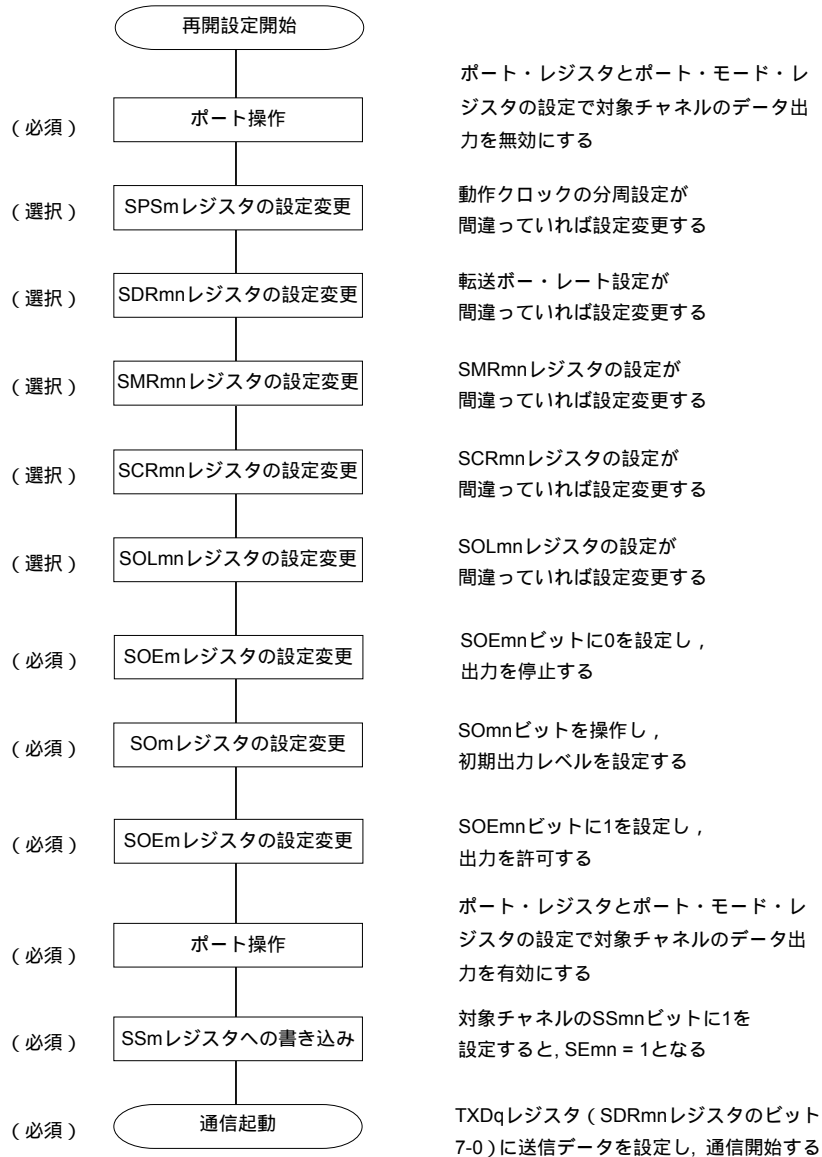 再開設定開始
(必須)
ポート操作
ポート・レジスタとポート・モード・レ
ジスタの設定で対象チャネルのデータ出
力を無効にする
(選択)
SPSmレジスタの設定変更
動作クロックの分周設定が
間違っていれば設定変更する
(選択)
SDRmnレジスタの設定変更
転送ボー・レート設定が
間違っていれば設定変更する
(選択)
SMRmnレジスタの設定変更
SMRmnレジスタの設定が
間違っていれば設定変更する
(選択)
SCRmnレジスタの設定変更
SCRmnレジスタの設定が
間違っていれば設定変更する
(選択)
SOLmnレジスタの設定変更
SOLmnレジスタの設定が
間違っていれば設定変更する
(必須)
SOEmレジスタの設定変更
SOEmnビットに0を設定し,
出力を停止する
(必須)
SOmレジスタの設定変更
SOmnビットを操作し,
初期出力レベルを設定する
(必須)
SOEmレジスタの設定変更
SOEmnビットに1を設定し,
出力を許可する
(必須)
ポート操作
ポート・レジスタとポート・モード・レ
ジスタの設定で対象チャネルのデータ出
力を有効にする
(必須)
SSmレジスタへの書き込み
対象チャネルのSSmnビットに1を
設定すると, SEmn = 1となる
(必須)
通信起動
TXDqレジスタ(SDRmnレジスタのビット
7-0)に送信データを設定し, 通信開始する